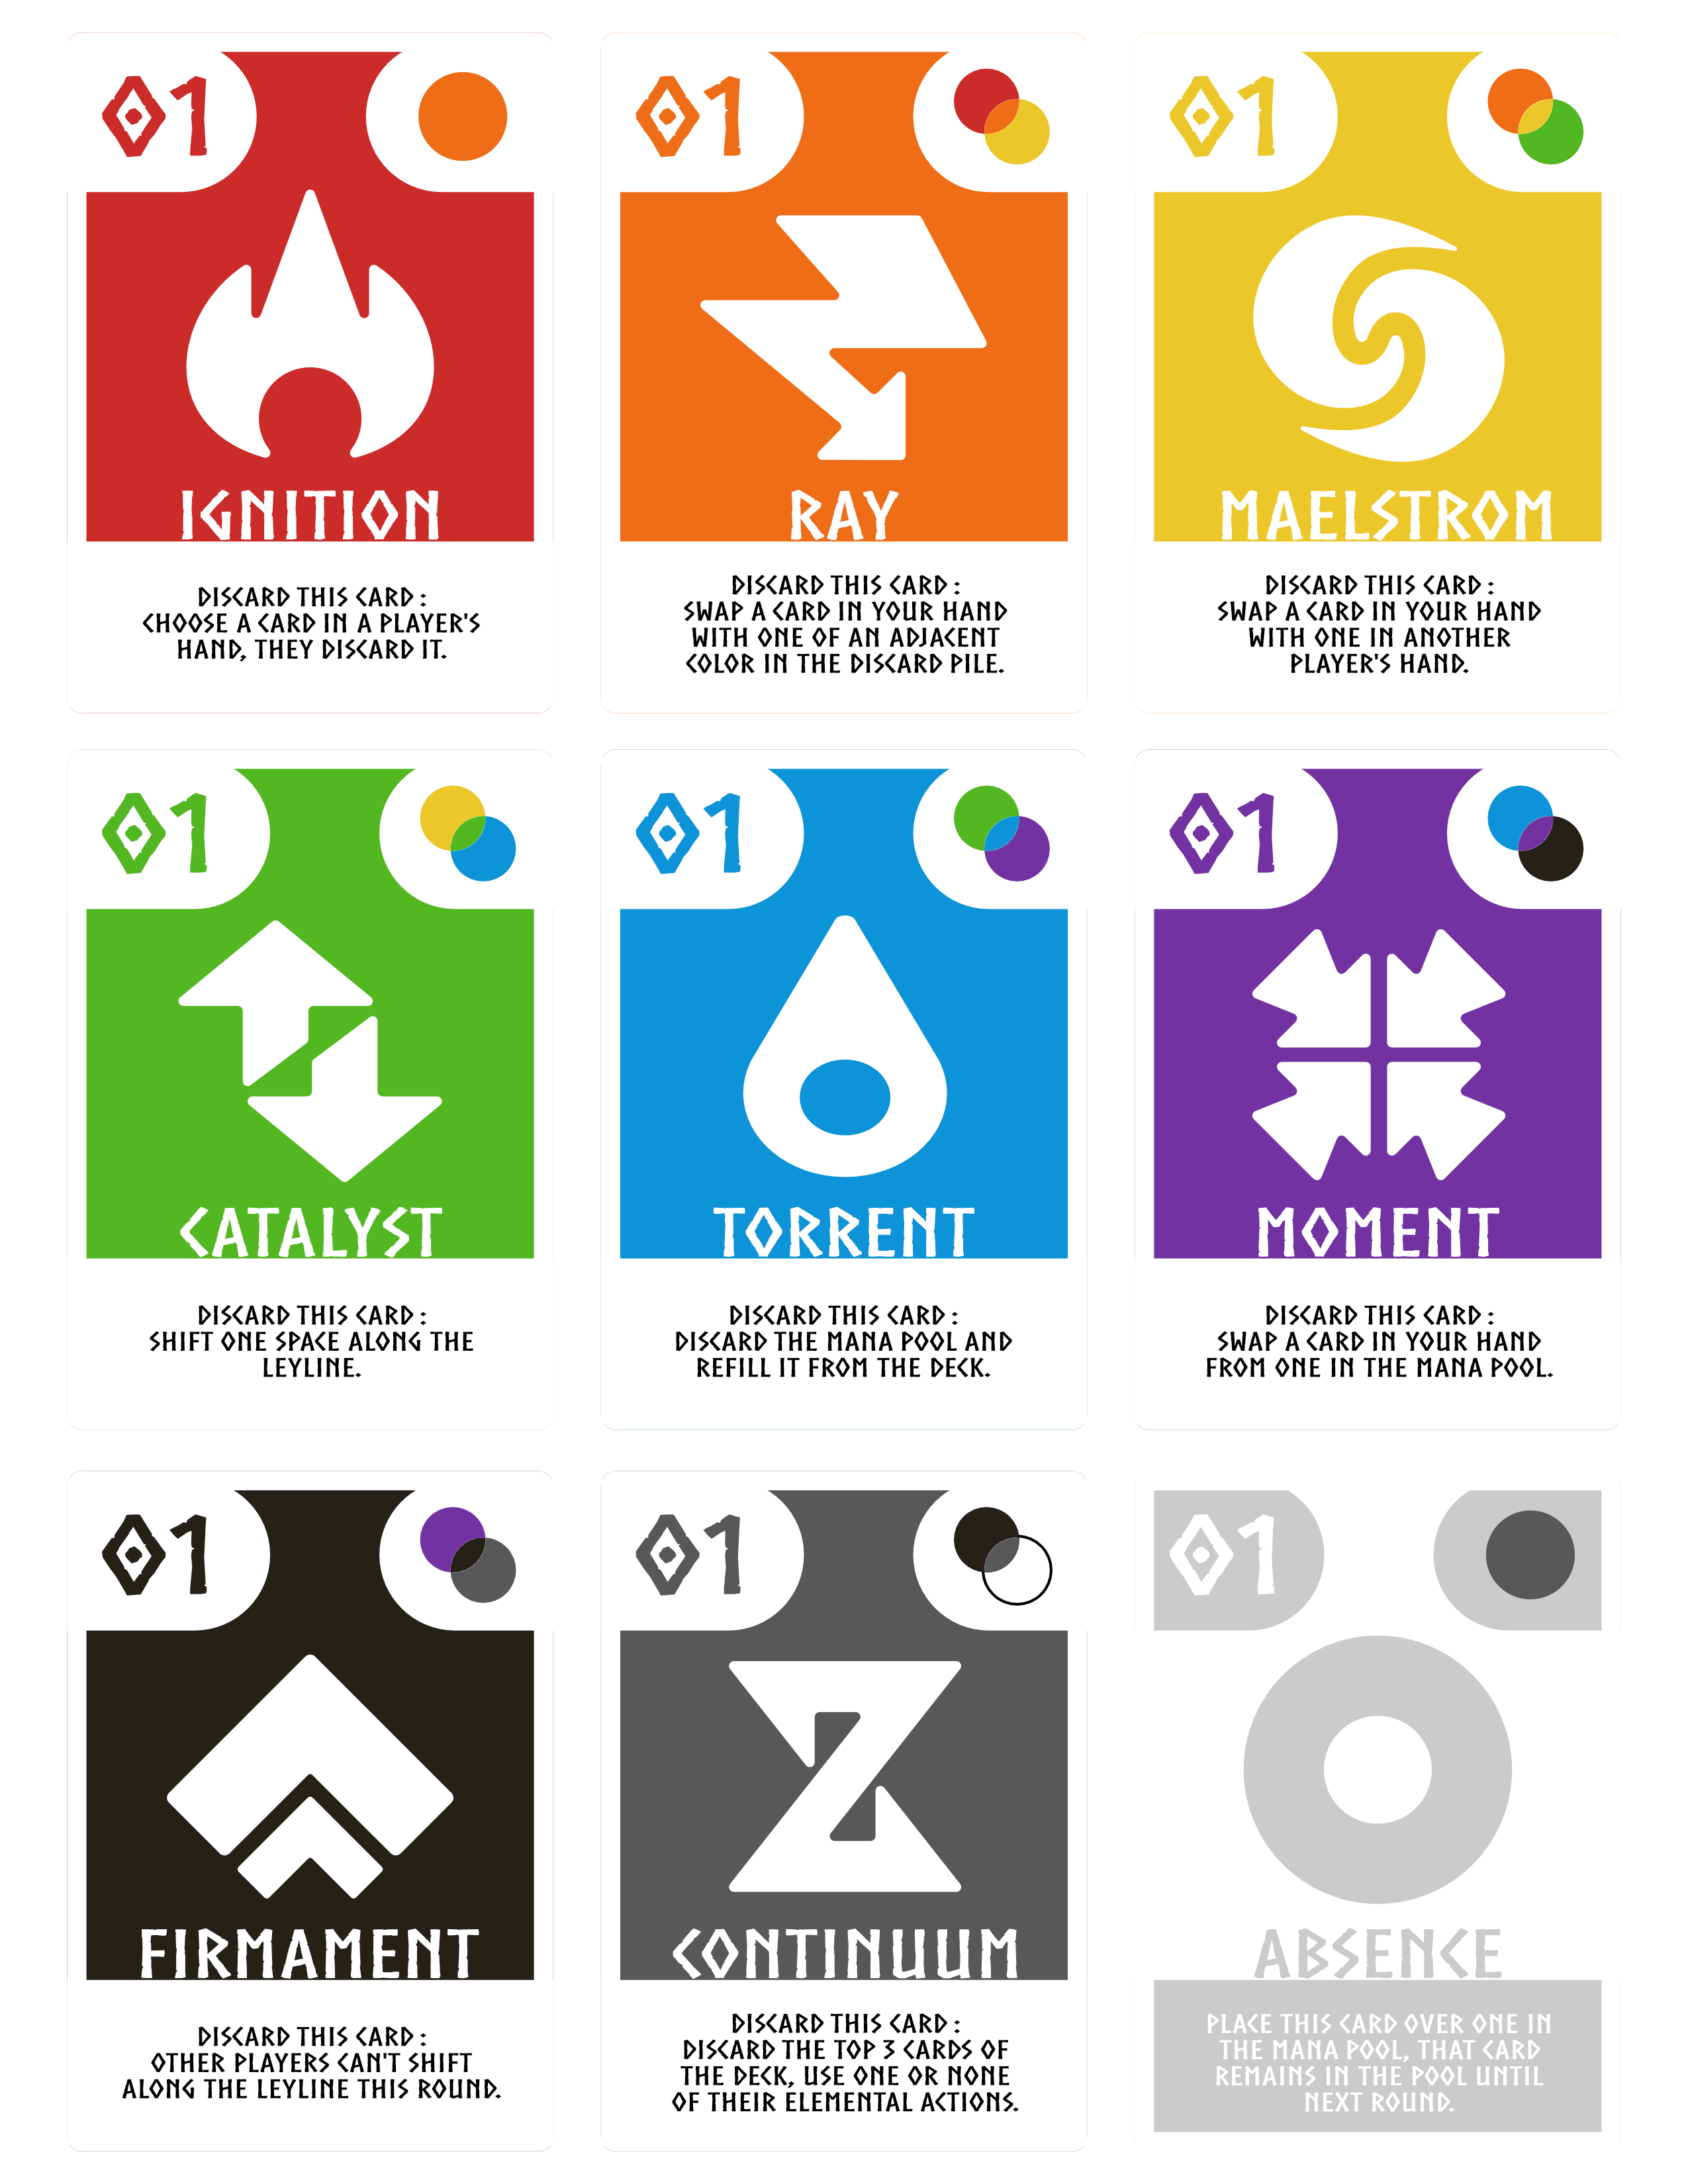 01
IGNITION
DISCARD THIS CARD :
CHOOSE A CARD IN A PLAYER'S
HAND, THEY DISCARD IT.
01
RAY
DISCARD THIS CARD :
SWAP A CARD IN YOUR HAND
WITH ONE OF AN ADJACENT
COLOR IN THE DISCARD PILE.
01
MAELSTROM
DISCARD THIS CARD :
SWAP A CARD IN YOUR HAND
WITH ONE IN ANOTHER
PLAYER'S HAND.
01
CATALYST
DISCARD THIS CARD :
SHIFT ONE SPACE ALONG THE
LEYLINE.
01
TORRENT
DISCARD THIS CARD :
DISCARD THE MANA POOL AND
REFILL IT FROM THE DECK.
01
MOMENT
DISCARD THIS CARD :
SWAP A CARD IN YOUR HAND
FROM ONE IN THE MANA POOL.
01
FIRMAMENT
DISCARD THIS CARD :
OTHER PLAYERS CAN'T SHIFT
ALONG THE LEYLINE THIS ROUND.
01
CONTINUUM
DISCARD THIS CARD :
DISCARD THE TOP 3 CARDS OF
THE DECK, USE ONE OR NONE
OF THEIR ELEMENTAL ACTIONS.
01
ABSENCE
PLACE THIS CARD OVER ONE IN
THE MANA POOL, THAT CARD
REMAINS IN THE POOL UNTIL
NEXT ROUND.